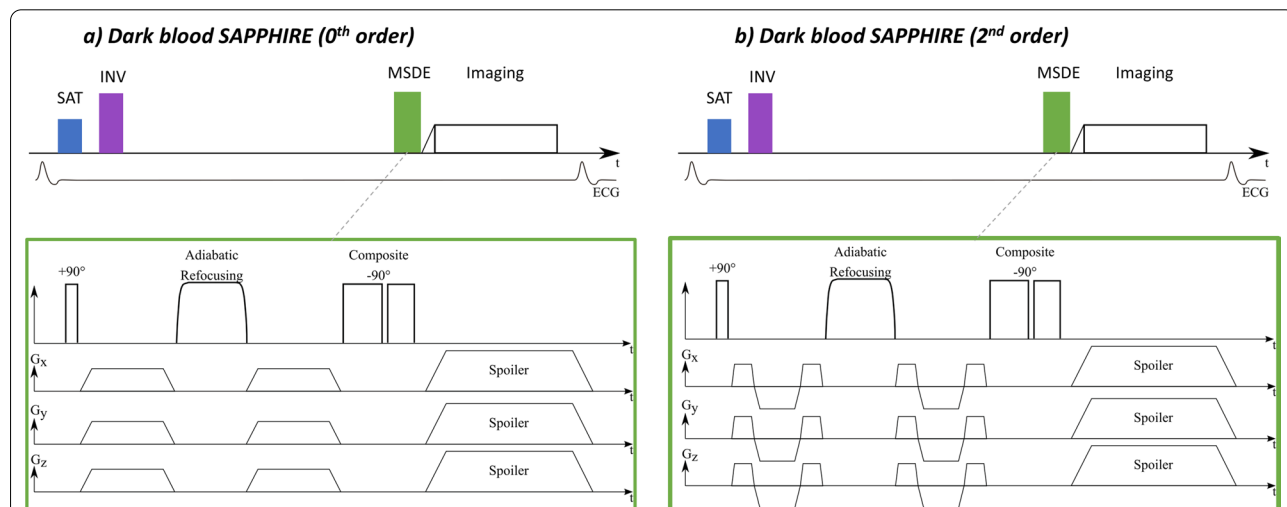 a) Dark blood SAPPHIRE (0th order)
SAT
INV
MSDE
Imaging
t
ECG
+90°
Adiabatic
Refocusing
Composite
-90°
t
Gx
Spoiler
t
Gy
Spoiler
t
Gz
Spoiler
t
b) Dark blood SAPPHIRE (2nd order)
SAT
INV
MSDE
Imaging
t
ECG
+90°
Adiabatic
Refocusing
Composite
-90°
t
Gx
Spoiler
t
Gy
Spoiler
t
Gz
Spoiler
t